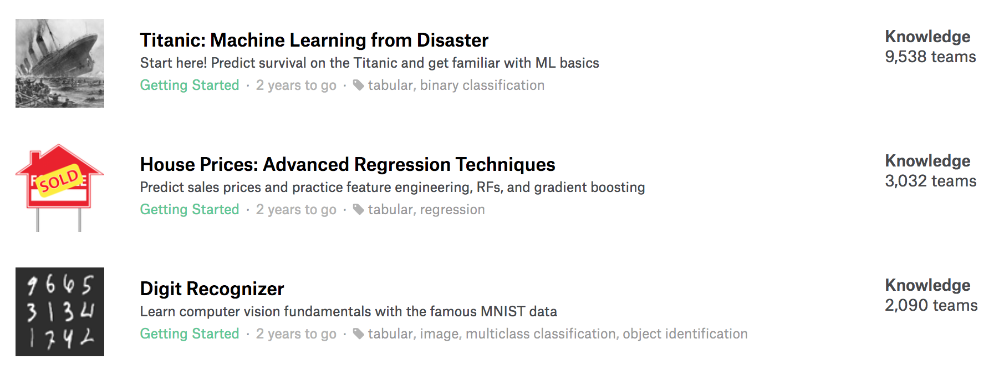 Titanic: Machine Learning from Disaster
Start here! Predict survival on the Titanic and get familiar with ML basics
Getting Started · 2 years to go · tabular, binary classification
Knowledge
9,538 teams
SOLD
House Prices: Advanced Regression Techniques
Predict sales prices and practice feature engineering, RFs, and gradient boosting
Getting Started · 2 years to go · tabular, regression
Knowledge
3,032 teams
9 6 6 5
3 1 3 4
1 7 4 2
Digit Recognizer
Learn computer vision fundamentals with the famous MNIST data
Getting Started · 2 years to go · tabular, image, multiclass classification, object identification
Knowledge
2,090 teams